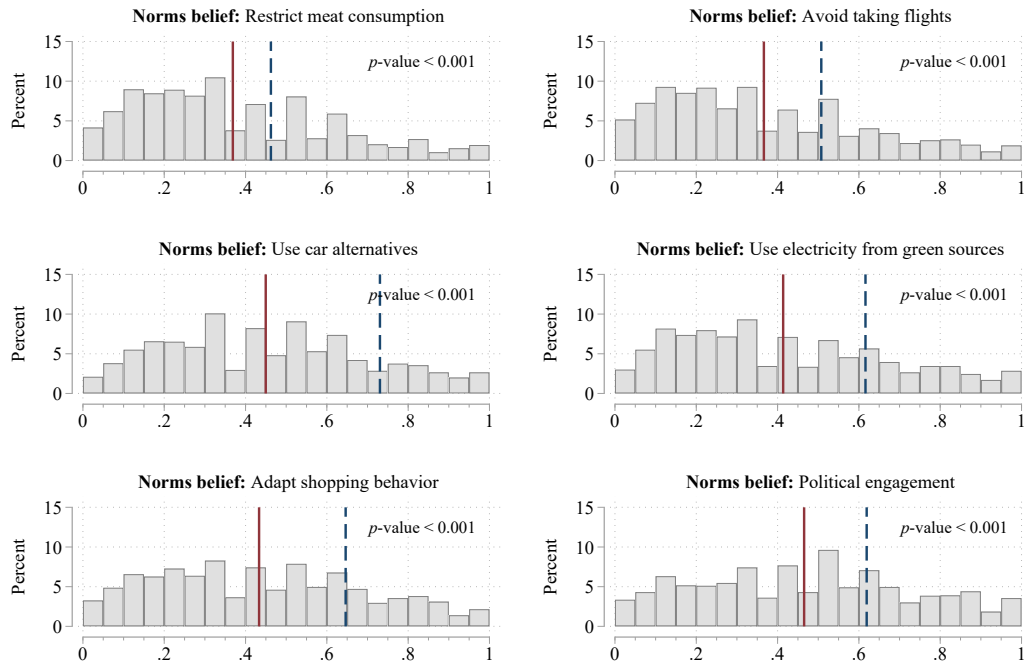 Norms belief: Restrict meat consumption
15
10
5
0
Percent
p-value < 0.001
0 .2 .4 .6 .8 1
Norms belief: Avoid taking flights
15
10
5
0
Percent
p-value < 0.001
0 .2 .4 .6 .8 1
Norms belief: Use car alternatives
15
10
5
0
Percent
p-value < 0.001
0 .2 .4 .6 .8 1
Norms belief: Use electricity from green sources
15
10
5
0
Percent
p-value < 0.001
0 .2 .4 .6 .8 1
Norms belief: Adapt shopping behavior
15
10
5
0
Percent
p-value < 0.001
0 .2 .4 .6 .8 1
Norms belief: Political engagement
15
10
5
0
Percent
p-value < 0.001
0 .2 .4 .6 .8 1